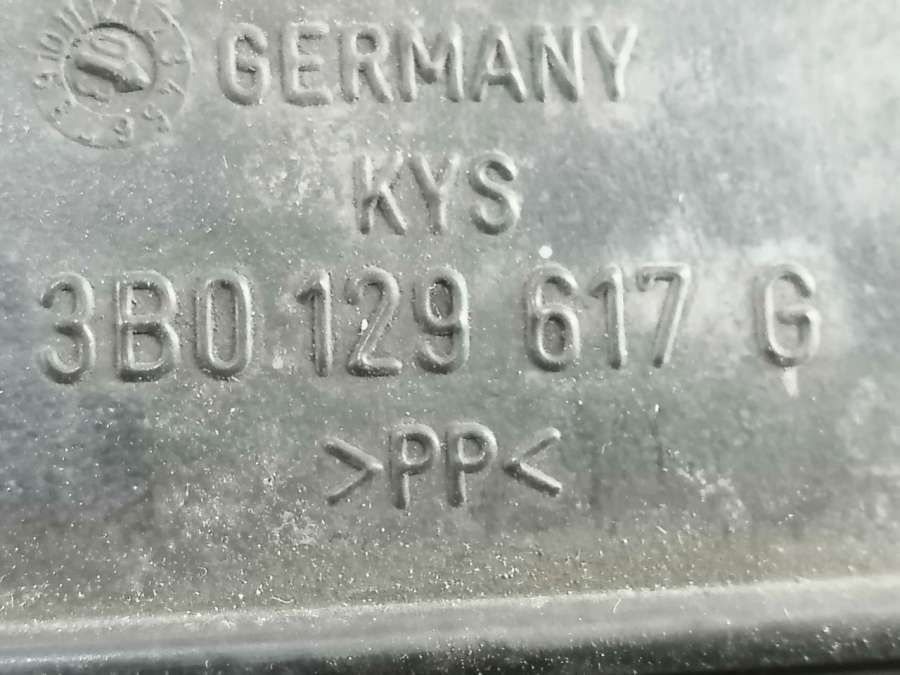 GERMANY
KYS
3B0 129 617 G
>PP<